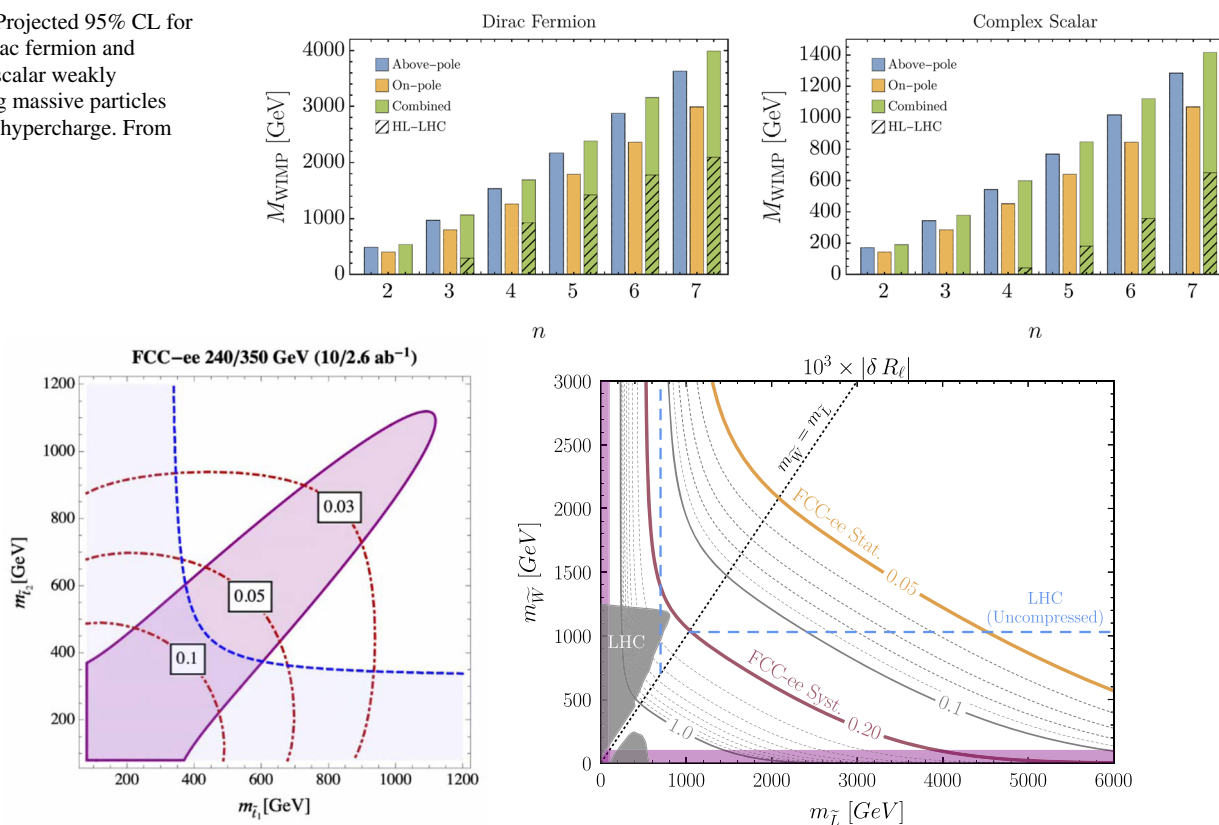 Projected 95% CL for
ac fermion and
scalar weakly
g massive particles
hypercharge. From
Dirac Fermion
4000
3000
2000
1000
0
M_WIMP [GeV]
Above-pole
On-pole
Combined
HL-LHC
2 3 4 5 6 7
n
Complex Scalar
1400
1200
1000
800
600
400
200
0
M_WIMP [GeV]
Above-pole
On-pole
Combined
HL-LHC
2 3 4 5 6 7
n
FCC-ee 240/350 GeV (10/2.6 ab⁻¹)
1200
1000
800
600
400
200
m_t̃₂[GeV]
0.03
0.05
0.1
200 400 600 800 1000 1200
m_t̃₁[GeV]
10³ × |δ R_ℓ|
3000
2500
2000
1500
1000
500
0
m_W̃ [GeV]
m_W̃ = m_L̃
FCC-ee Stat.
0.05
LHC
(Uncompressed)
LHC
FCC-ee Syst.
0.20
0.1
1.0
0 1000 2000 3000 4000 5000 6000
m_L̃ [GeV]